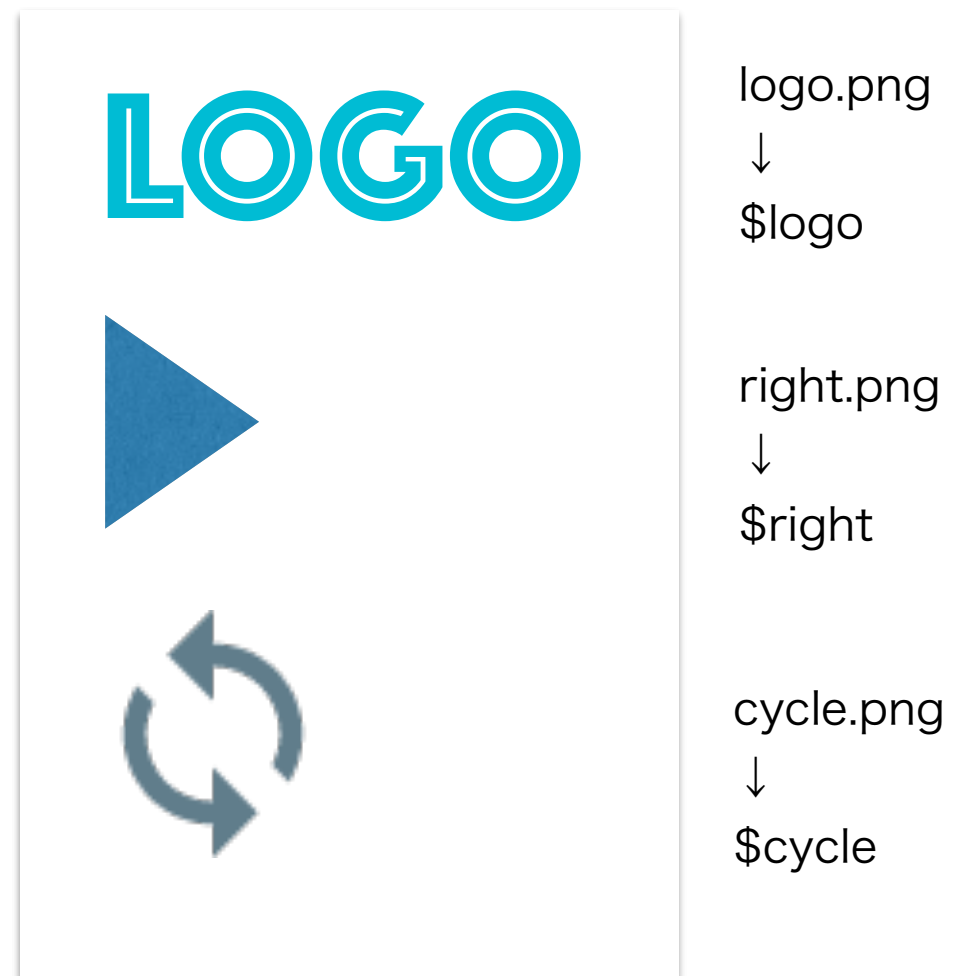 LOGO
logo.png
↓
$logo
right.png
↓
$right
cycle.png
↓
$cycle